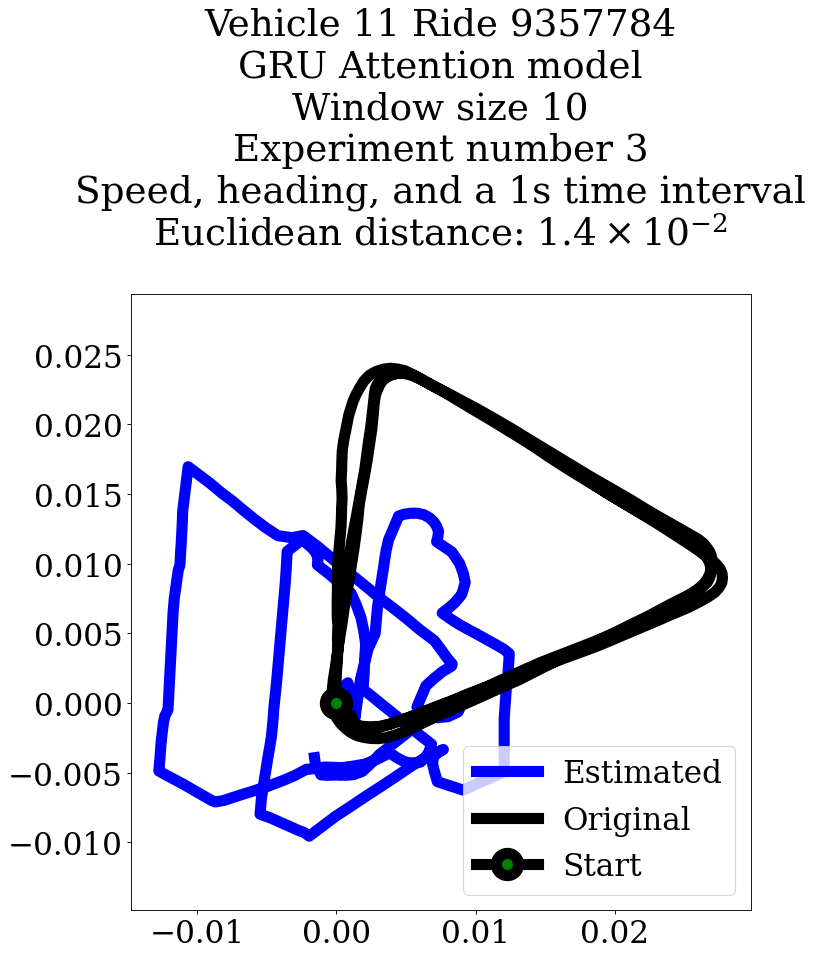 Vehicle 11 Ride 9357784
GRU Attention model
Window size 10
Experiment number 3
Speed, heading, and a 1s time interval
Euclidean distance: 1.4 × 10⁻²
0.025
0.020
0.015
0.010
0.005
0.000
−0.005
−0.010
Estimated
Original
Start
−0.01 0.00 0.01 0.02